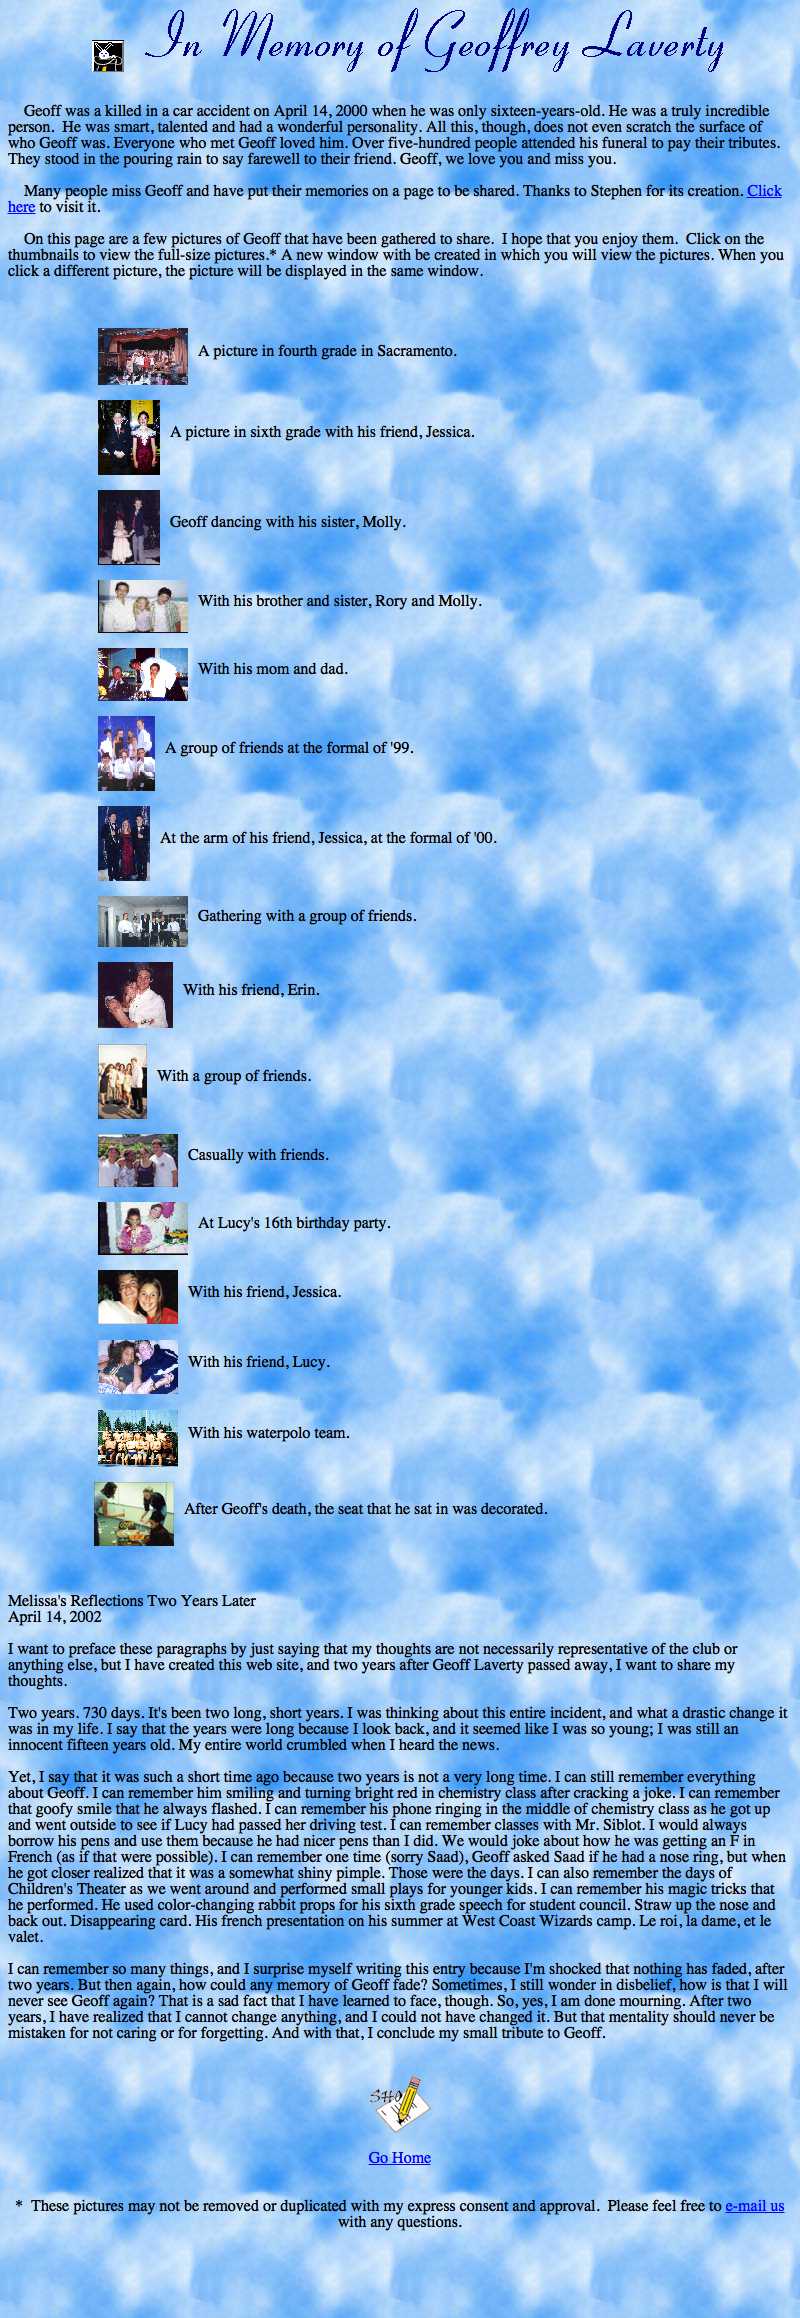 In Memory of Geoffrey Laverty
Geoff was a killed in a car accident on April 14, 2000 when he was only sixteen-years-old. He was a truly incredible
person.  He was smart, talented and had a wonderful personality. All this, though, does not even scratch the surface of
who Geoff was. Everyone who met Geoff loved him. Over five-hundred people attended his funeral to pay their tributes.
They stood in the pouring rain to say farewell to their friend. Geoff, we love you and miss you.
Many people miss Geoff and have put their memories on a page to be shared. Thanks to Stephen for its creation. Click
here to visit it.
On this page are a few pictures of Geoff that have been gathered to share.  I hope that you enjoy them.  Click on the
thumbnails to view the full-size pictures.* A new window with be created in which you will view the pictures. When you
click a different picture, the picture will be displayed in the same window.
A picture in fourth grade in Sacramento.
A picture in sixth grade with his friend, Jessica.
Geoff dancing with his sister, Molly.
With his brother and sister, Rory and Molly.
With his mom and dad.
A group of friends at the formal of '99.
At the arm of his friend, Jessica, at the formal of '00.
Gathering with a group of friends.
With his friend, Erin.
With a group of friends.
Casually with friends.
At Lucy's 16th birthday party.
With his friend, Jessica.
With his friend, Lucy.
With his waterpolo team.
After Geoff's death, the seat that he sat in was decorated.
Melissa's Reflections Two Years Later
April 14, 2002
I want to preface these paragraphs by just saying that my thoughts are not necessarily representative of the club or
anything else, but I have created this web site, and two years after Geoff Laverty passed away, I want to share my
thoughts.
Two years. 730 days. It's been two long, short years. I was thinking about this entire incident, and what a drastic change it
was in my life. I say that the years were long because I look back, and it seemed like I was so young; I was still an
innocent fifteen years old. My entire world crumbled when I heard the news.
Yet, I say that it was such a short time ago because two years is not a very long time. I can still remember everything
about Geoff. I can remember him smiling and turning bright red in chemistry class after cracking a joke. I can remember
that goofy smile that he always flashed. I can remember his phone ringing in the middle of chemistry class as he got up
and went outside to see if Lucy had passed her driving test. I can remember classes with Mr. Siblot. I would always
borrow his pens and use them because he had nicer pens than I did. We would joke about how he was getting an F in
French (as if that were possible). I can remember one time (sorry Saad), Geoff asked Saad if he had a nose ring, but when
he got closer realized that it was a somewhat shiny pimple. Those were the days. I can also remember the days of
Children's Theater as we went around and performed small plays for younger kids. I can remember his magic tricks that
he performed. He used color-changing rabbit props for his sixth grade speech for student council. Straw up the nose and
back out. Disappearing card. His french presentation on his summer at West Coast Wizards camp. Le roi, la dame, et le
valet.
I can remember so many things, and I surprise myself writing this entry because I'm shocked that nothing has faded, after
two years. But then again, how could any memory of Geoff fade? Sometimes, I still wonder in disbelief, how is that I will
never see Geoff again? That is a sad fact that I have learned to face, though. So, yes, I am done mourning. After two
years, I have realized that I cannot change anything, and I could not have changed it. But that mentality should never be
mistaken for not caring or for forgetting. And with that, I conclude my small tribute to Geoff.
SHO
Go Home
*  These pictures may not be removed or duplicated with my express consent and approval.  Please feel free to e-mail us
with any questions.